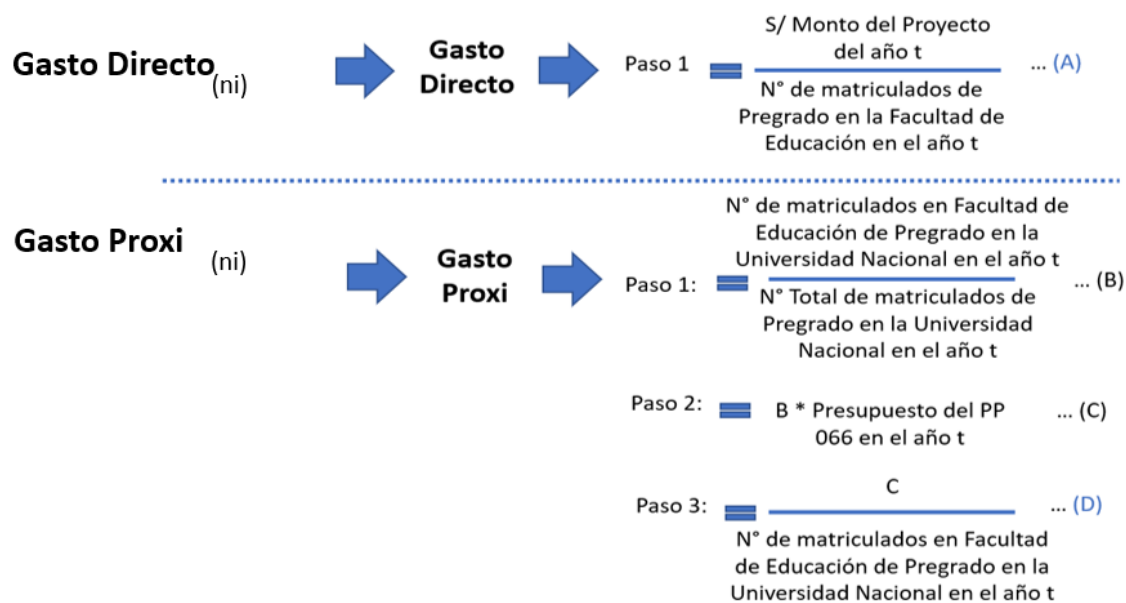 Gasto Directo (ni)
Gasto
Directo
Paso 1
S/ Monto del Proyecto
del año t
... (A)
N° de matriculados de
Pregrado en la Facultad de
Educación en el año t
Gasto Proxi (ni)
Gasto
Proxi
Paso 1:
N° de matriculados en Facultad de
Educación de Pregrado en la
Universidad Nacional en el año t
... (B)
N° Total de matriculados de
Pregrado en la Universidad
Nacional en el año t
Paso 2:
B * Presupuesto del PP
066 en el año t
... (C)
Paso 3:
C
... (D)
N° de matriculados en Facultad
de Educación de Pregrado en la
Universidad Nacional en el año t